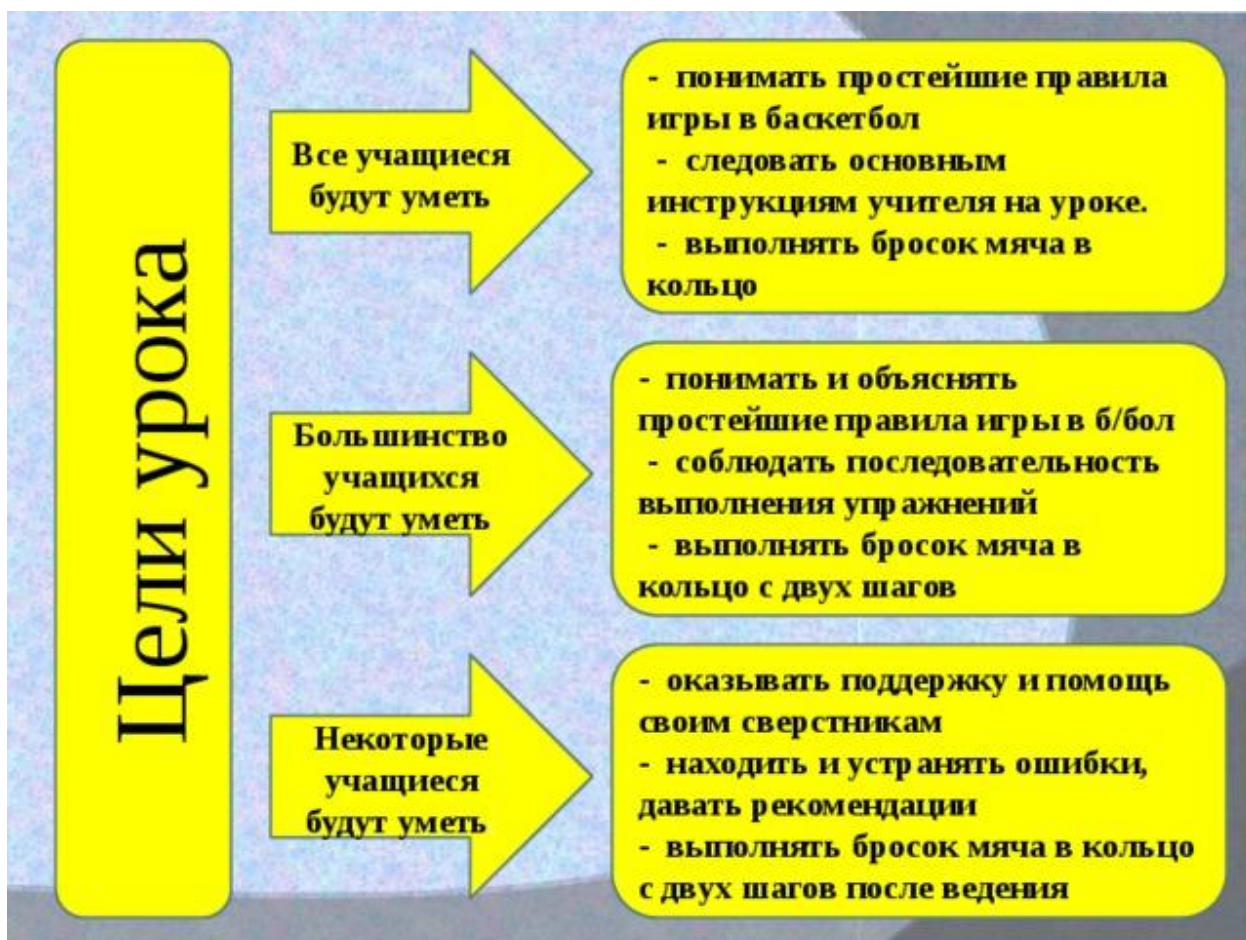 Цели урока
Все учащиеся
будут уметь
- понимать простейшие правила
игры в баскетбол
- следовать основным
инструкциям учителя на уроке.
- выполнять бросок мяча в
кольцо
Большинство
учащихся
будут уметь
- понимать и объяснять
простейшие правила игры в б/бол
- соблюдать последовательность
выполнения упражнений
- выполнять бросок мяча в
кольцо с двух шагов
Некоторые
учащиеся
будут уметь
- оказывать поддержку и помощь
своим сверстникам
- находить и устранять ошибки,
давать рекомендации
- выполнять бросок мяча в кольцо
с двух шагов после ведения